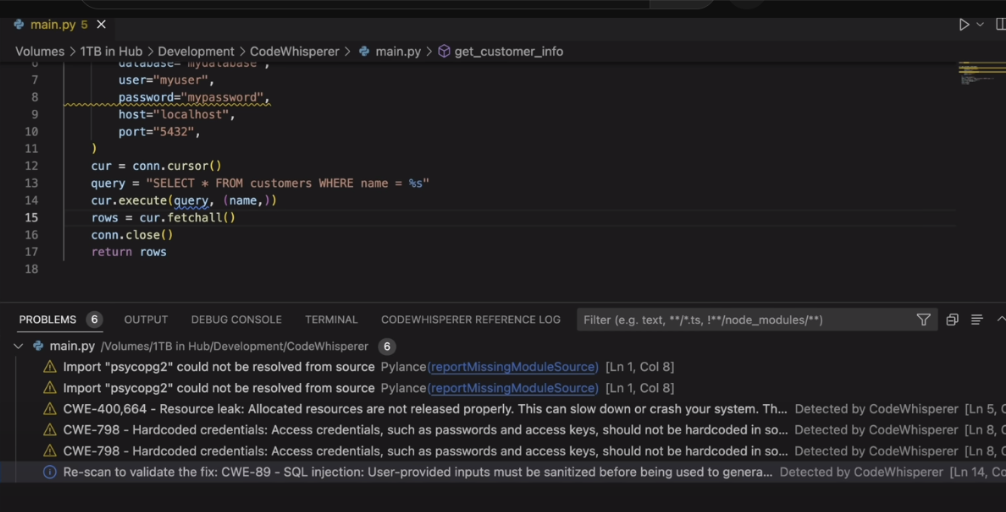 main.py 5
Volumes > 1TB in Hub > Development > CodeWhisperer > main.py > get_customer_info
6 database="mydatabase",
7 user="myuser",
8 password="mypassword",
9 host="localhost",
10 port="5432",
11 )
12 cur = conn.cursor()
13 query = "SELECT * FROM customers WHERE name = %s"
14 cur.execute(query, (name,))
15 rows = cur.fetchall()
16 conn.close()
17 return rows
18
PROBLEMS 6 OUTPUT DEBUG CONSOLE TERMINAL CODEWHISPERER REFERENCE LOG Filter (e.g. text, **/*.ts, !**/node_modules/**)
main.py /Volumes/1TB in Hub/Development/CodeWhisperer 6
Import "psycopg2" could not be resolved from source Pylance(reportMissingModuleSource) [Ln 1, Col 8]
Import "psycopg2" could not be resolved from source Pylance(reportMissingModuleSource) [Ln 1, Col 8]
CWE-400,664 - Resource leak: Allocated resources are not released properly. This can slow down or crash your system. Th... Detected by CodeWhisperer [Ln 5, Co
CWE-798 - Hardcoded credentials: Access credentials, such as passwords and access keys, should not be hardcoded in so... Detected by CodeWhisperer [Ln 8, C
CWE-798 - Hardcoded credentials: Access credentials, such as passwords and access keys, should not be hardcoded in so... Detected by CodeWhisperer [Ln 8, C
Re-scan to validate the fix: CWE-89 - SQL injection: User-provided inputs must be sanitized before being used to genera... Detected by CodeWhisperer [Ln 14, Co